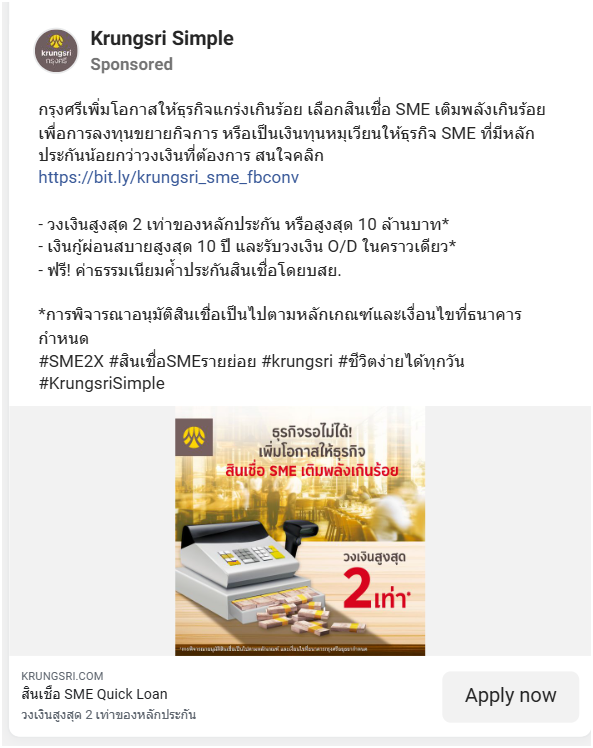 krungsri
กรุงศรี
Krungsri Simple
Sponsored
กรุงศรีเพิ่มโอกาสให้ธุรกิจแกร่งเกินร้อย เลือกสินเชื่อ SME เติมพลังเกินร้อย
เพื่อการลงทุนขยายกิจการ หรือเป็นเงินทุนหมุเวียนให้ธุรกิจ SME ที่มีหลัก
ประกันน้อยกว่าวงเงินที่ต้องการ สนใจคลิก
https://bit.ly/krungsri_sme_fbconv
- วงเงินสูงสุด 2 เท่าของหลักประกัน หรือสูงสุด 10 ล้านบาท*
- เงินกู้ผ่อนสบายสูงสุด 10 ปี และรับวงเงิน O/D ในคราวเดียว*
- ฟรี! ค่าธรรมเนียมค้ำประกันสินเชื่อโดยบสย.
*การพิจารณาอนุมัติสินเชื่อเป็นไปตามหลักเกณฑ์และเงื่อนไขที่ธนาคาร
กำหนด
#SME2X #สินเชื่อSMEรายย่อย #krungsri #ชีวิตง่ายได้ทุกวัน
#KrungsriSimple
ธุรกิจรอไม่ได้!
เพิ่มโอกาสให้ธุรกิจ
สินเชื่อ SME เติมพลังเกินร้อย
วงเงินสูงสุด
2เท่า*
KRUNGSRI.COM
สินเชื่อ SME Quick Loan
วงเงินสูงสุด 2 เท่าของหลักประกัน
Apply now